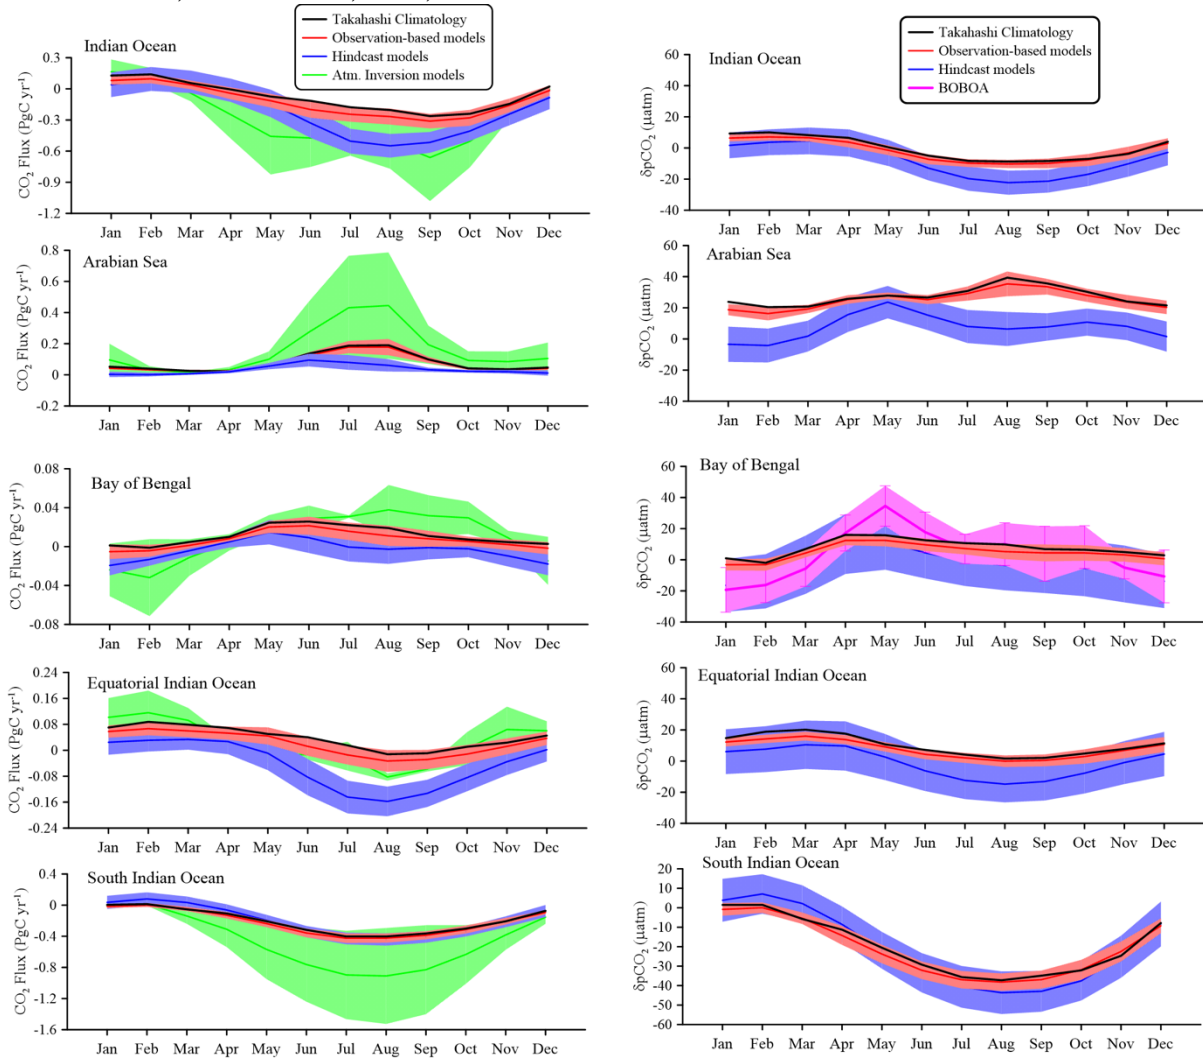 Takahashi Climatology
Observation-based models
Hindcast models
Atm. Inversion models
Indian Ocean
CO2 Flux (PgC yr-1)
0.3
0
-0.3
-0.6
-0.9
-1.2
Jan Feb Mar Apr May Jun Jul Aug Sep Oct Nov Dec
Takahashi Climatology
Observation-based models
Hindcast models
BOBOA
Indian Ocean
δpCO2 (μatm)
60
40
20
0
-20
-40
Jan Feb Mar Apr May Jun Jul Aug Sep Oct Nov Dec
Arabian Sea
CO2 Flux (PgC yr-1)
0.8
0.6
0.4
0.2
0
-0.2
Jan Feb Mar Apr May Jun Jul Aug Sep Oct Nov Dec
Arabian Sea
δpCO2 (μatm)
60
40
20
0
-20
-40
Jan Feb Mar Apr May Jun Jul Aug Sep Oct Nov Dec
Bay of Bengal
CO2 Flux (PgC yr-1)
0.08
0.04
0
-0.04
-0.08
Jan Feb Mar Apr May Jun Jul Aug Sep Oct Nov Dec
Bay of Bengal
δpCO2 (μatm)
60
40
20
0
-20
-40
Jan Feb Mar Apr May Jun Jul Aug Sep Oct Nov Dec
Equatorial Indian Ocean
CO2 Flux (PgC yr-1)
0.24
0.16
0.08
0
-0.08
-0.16
-0.24
Jan Feb Mar Apr May Jun Jul Aug Sep Oct Nov Dec
Equatorial Indian Ocean
δpCO2 (μatm)
60
40
20
0
-20
-40
Jan Feb Mar Apr May Jun Jul Aug Sep Oct Nov Dec
South Indian Ocean
CO2 Flux (PgC yr-1)
0.4
0
-0.4
-0.8
-1.2
-1.6
Jan Feb Mar Apr May Jun Jul Aug Sep Oct Nov Dec
South Indian Ocean
δpCO2 (μatm)
20
10
0
-10
-20
-30
-40
-50
-60
Jan Feb Mar Apr May Jun Jul Aug Sep Oct Nov Dec